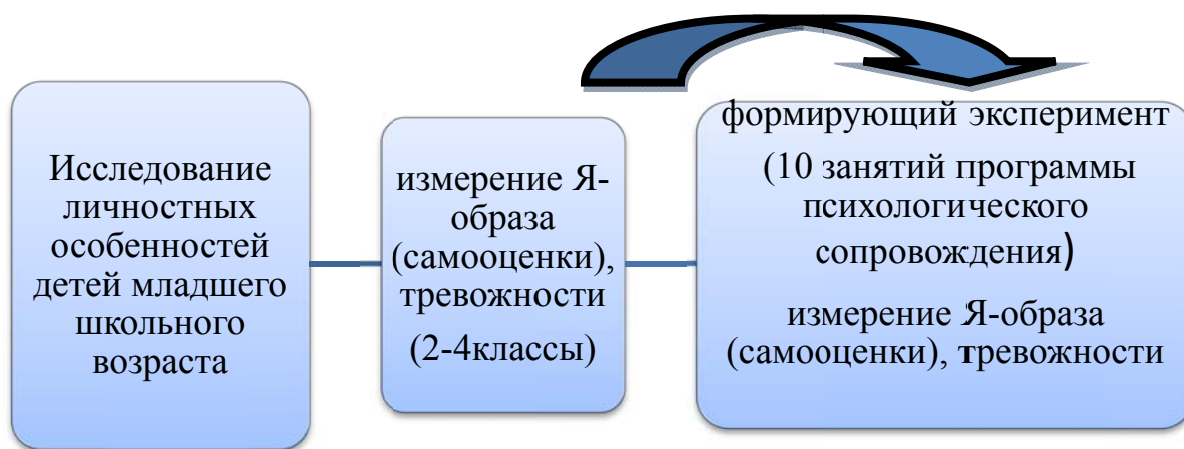 Исследование
личностных
особенностей
детей младшего
школьного
возраста
измерение Я-
образа
(самооценки),
тревожности
(2-4классы)
формирующий эксперимент
(10 занятий программы
психологического
сопровождения)
измерение Я-образа
(самооценки), тревожности